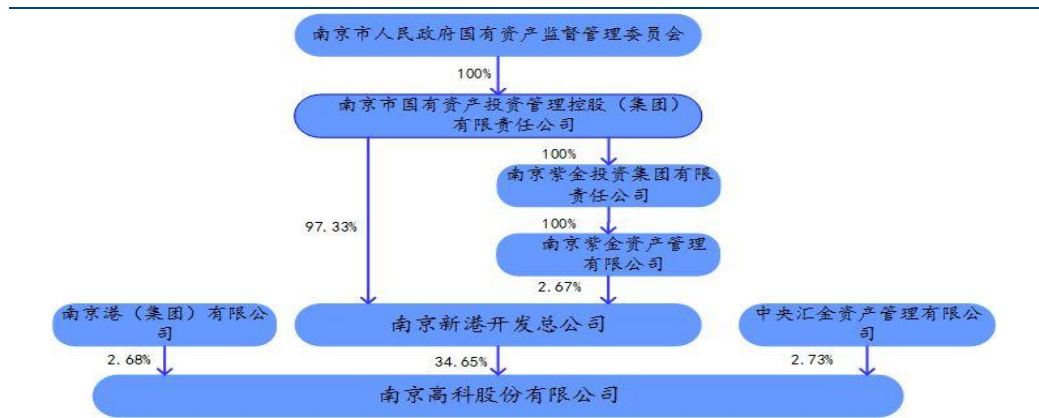 南京市人民政府国有资产监督管理委员会
100%
南京市国有资产投资管理控股（集团）
有限责任公司
100%
南京紫金投资集团有限
责任公司
97.33%
100%
南京紫金资产管理
有限公司
2.67%
南京港（集团）有限公
司
南京新港开发总公司
中央汇金资产管理有限公
司
2.68%
34.65%
2.73%
南京高科股份有限公司